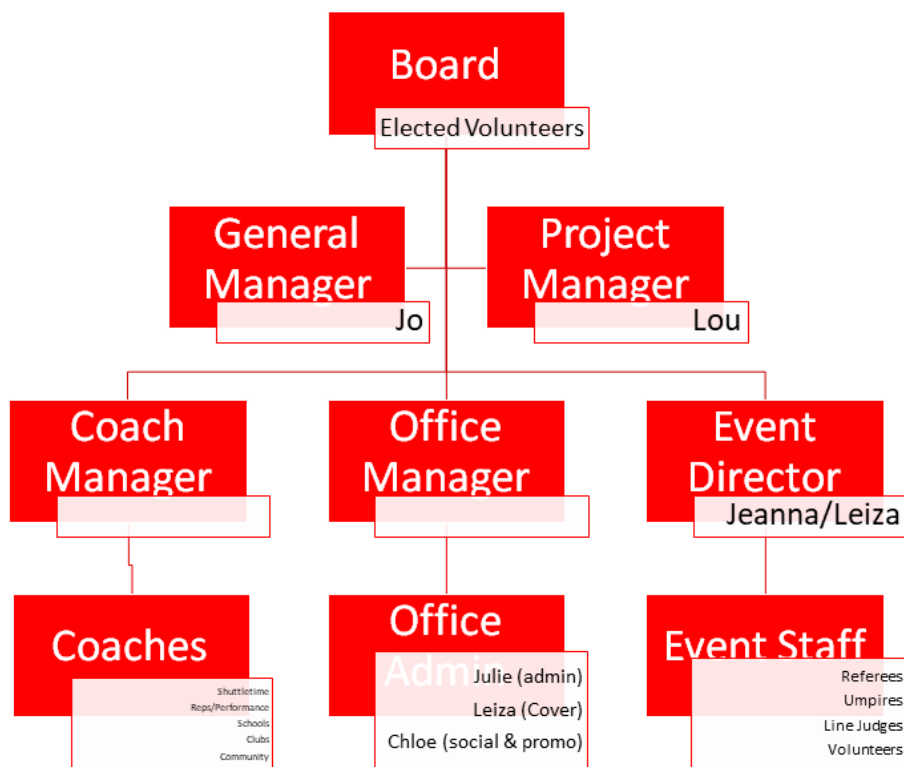 Board
Elected Volunteers
General
Manager
Jo
Project
Manager
Lou
Coach
Manager
Office
Manager
Event
Director
Jeanna/Leiza
Coaches
Shuttletime
Reps/Performance
Schools
Clubs
Community
Office
Admin
Julie (admin)
Leiza (Cover)
Chloe (social & promo)
Event Staff
Referees
Umpires
Line Judges
Volunteers